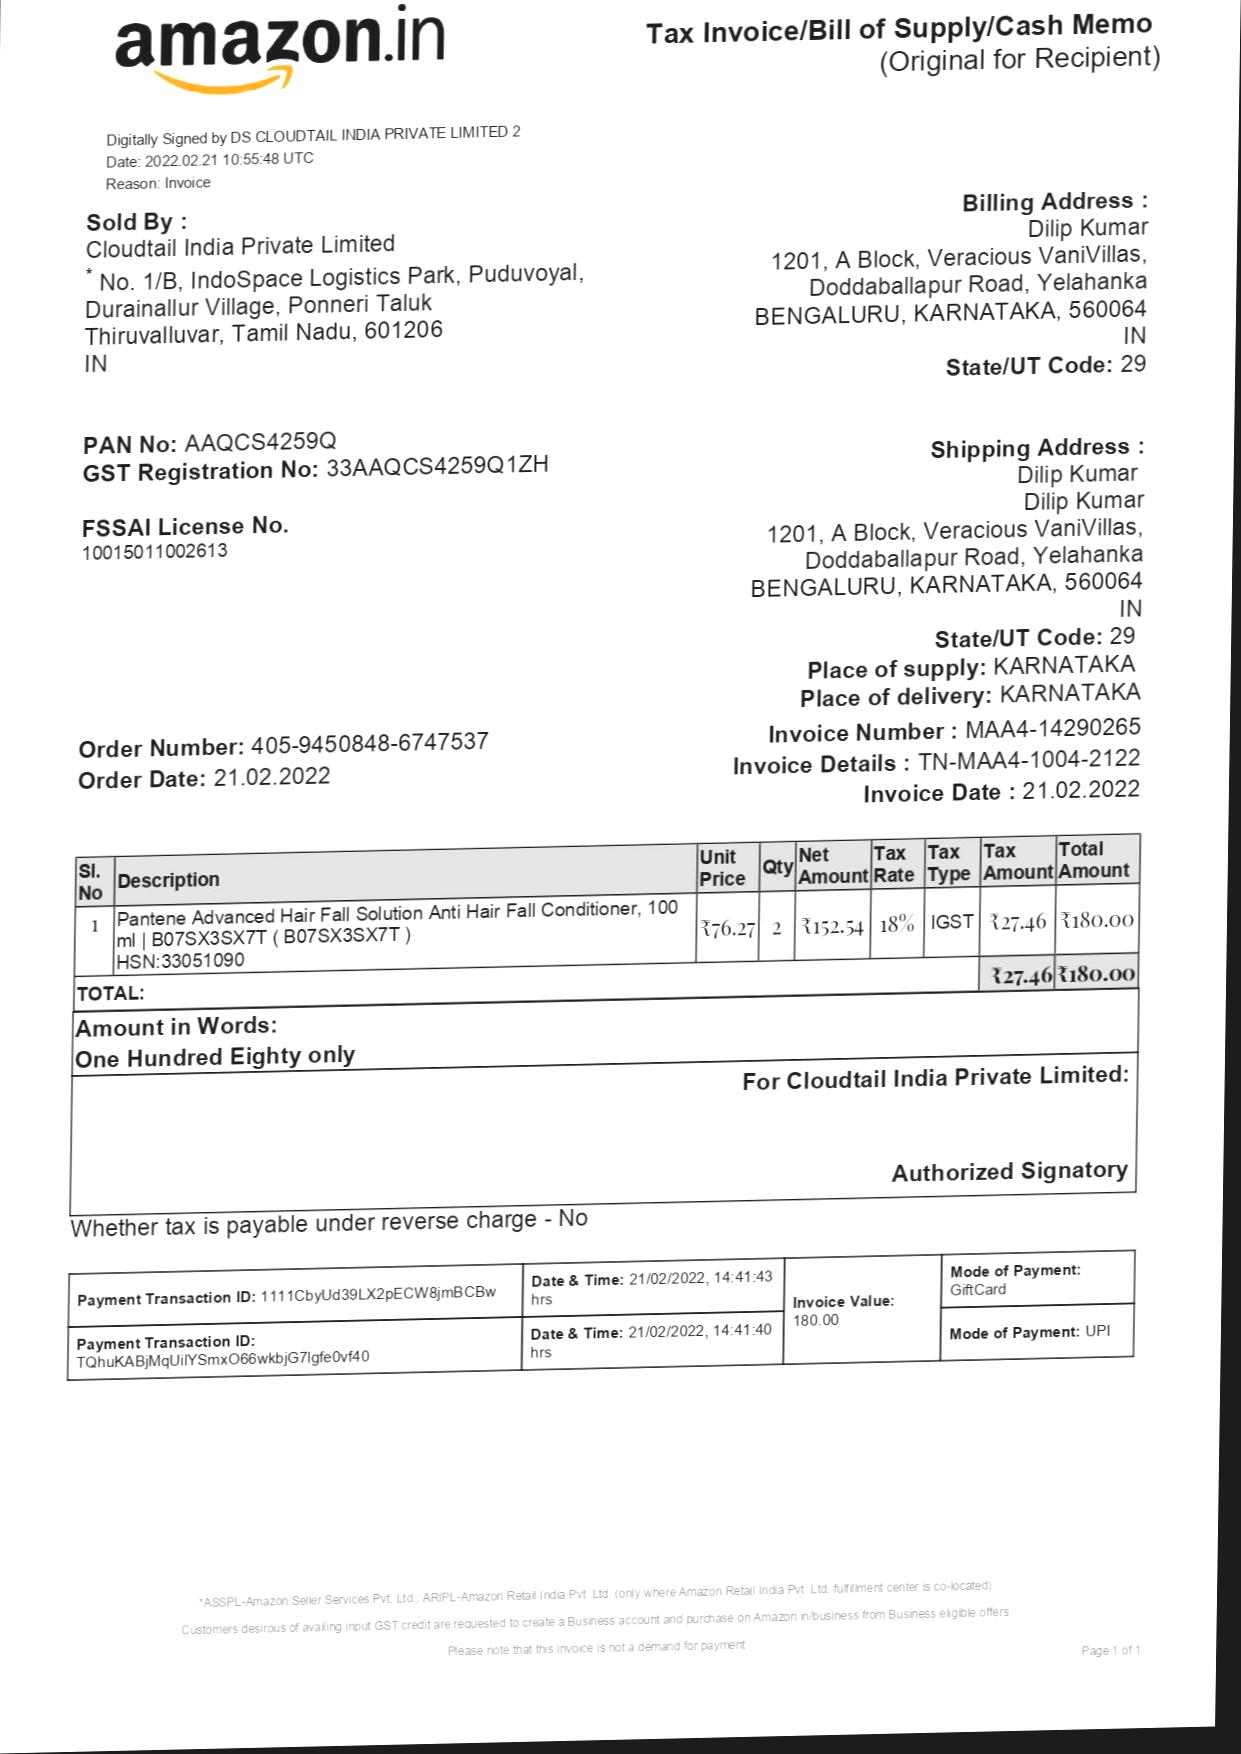 amazon.in
Tax Invoice/Bill of Supply/Cash Memo
(Original for Recipient)
Digitally Signed by DS CLOUDTAIL INDIA PRIVATE LIMITED 2
Date: 2022.02.21 10:55:48 UTC
Reason: Invoice
Sold By :
Cloudtail India Private Limited
* No. 1/B, IndoSpace Logistics Park, Puduvoyal,
Durainallur Village, Ponneri Taluk
Thiruvalluvar, Tamil Nadu, 601206
IN
Billing Address :
Dilip Kumar
1201, A Block, Veracious VaniVillas,
Doddaballapur Road, Yelahanka
BENGALURU, KARNATAKA, 560064
IN
State/UT Code: 29
PAN No: AAQCS4259Q
GST Registration No: 33AAQCS4259Q1ZH
FSSAI License No.
10015011002613
Shipping Address :
Dilip Kumar
Dilip Kumar
1201, A Block, Veracious VaniVillas,
Doddaballapur Road, Yelahanka
BENGALURU, KARNATAKA, 560064
IN
State/UT Code: 29
Place of supply: KARNATAKA
Place of delivery: KARNATAKA
Order Number: 405-9450848-6747537
Order Date: 21.02.2022
Invoice Number : MAA4-14290265
Invoice Details : TN-MAA4-1004-2122
Invoice Date : 21.02.2022
Sl. No Description Unit Price Qty Net Amount Tax Rate Tax Type Tax Amount Total Amount
1 Pantene Advanced Hair Fall Solution Anti Hair Fall Conditioner, 100 ₹76.27 2 ₹152.54 18% IGST ₹27.46 ₹180.00
ml | B07SX3SX7T ( B07SX3SX7T )
HSN:33051090
TOTAL: ₹27.46 ₹180.00
Amount in Words:
One Hundred Eighty only
For Cloudtail India Private Limited:
Authorized Signatory
Whether tax is payable under reverse charge - No
Payment Transaction ID: 1111CbyUd39LX2pECW8jmBCBw
Date & Time: 21/02/2022, 14:41:43
hrs
Invoice Value:
180.00
Mode of Payment:
GiftCard
Payment Transaction ID:
TQhuKABjMqUilYSmxO66wkbjG7lgfe0vf40
Date & Time: 21/02/2022, 14:41:40
hrs
Mode of Payment: UPI
*ASSPL-Amazon Seller Services Pvt. Ltd., ARIPL-Amazon Retail India Pvt. Ltd. (only where Amazon Retail India Pvt. Ltd. fulfillment center is co-located)
Customers desirous of availing input GST credit are requested to create a Business account and purchase on Amazon.in/business from Business eligible offers
Please note that this invoice is not a demand for payment
Page 1 of 1